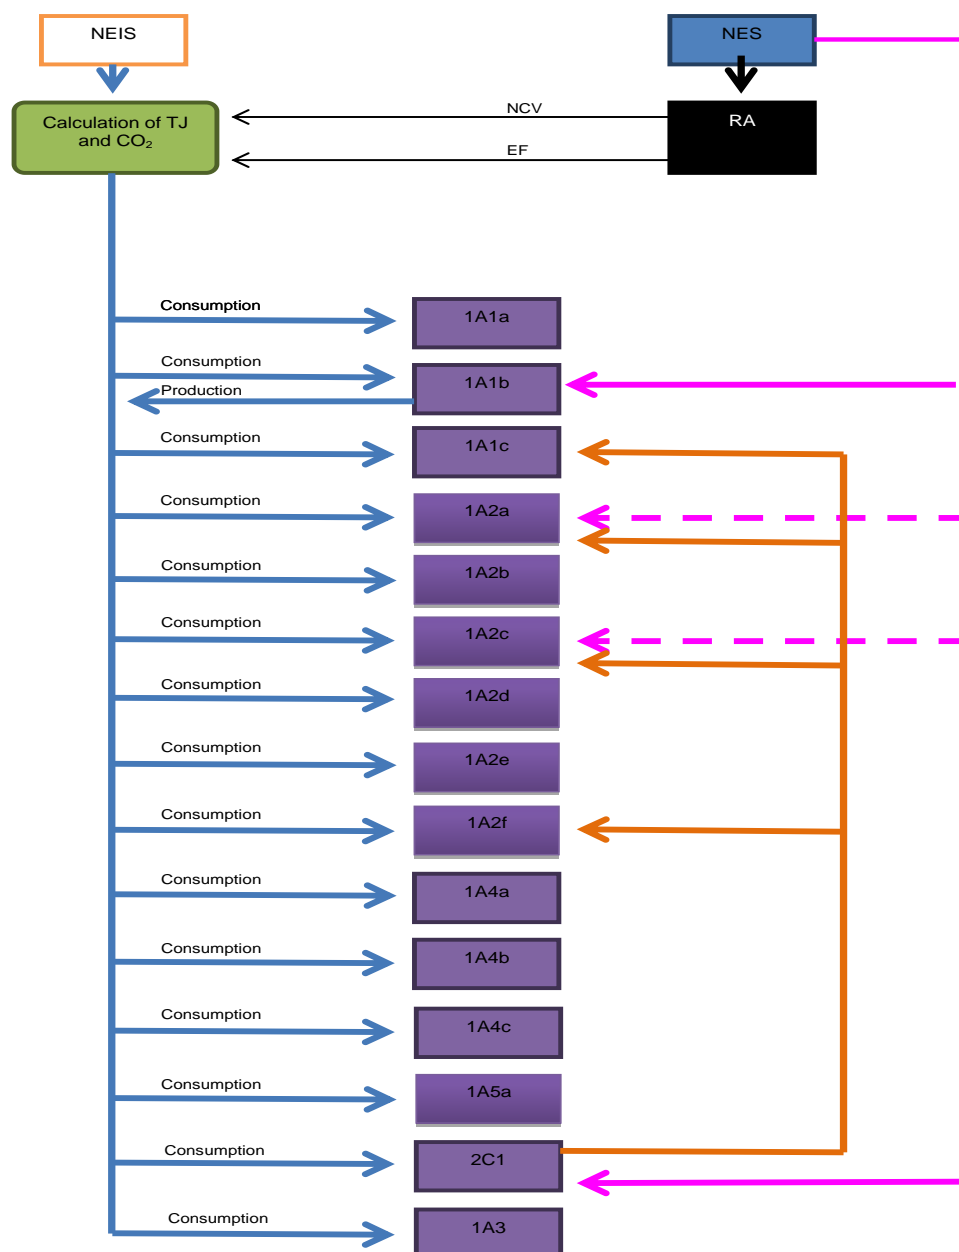 NEIS
NES
Calculation of TJ
and CO₂
NCV
EF
RA
Consumption
1A1a
Consumption
1A1b
Production
Consumption
1A1c
Consumption
1A2a
Consumption
1A2b
Consumption
1A2c
Consumption
1A2d
Consumption
1A2e
Consumption
1A2f
Consumption
1A4a
Consumption
1A4b
Consumption
1A4c
Consumption
1A5a
Consumption
2C1
Consumption
1A3